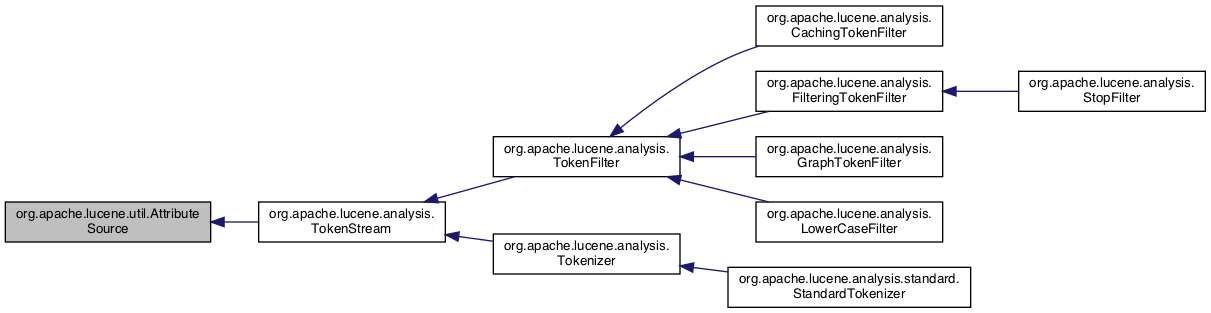 org.apache.lucene.analysis.
CachingTokenFilter
org.apache.lucene.analysis.
FilteringTokenFilter
org.apache.lucene.analysis.
StopFilter
org.apache.lucene.analysis.
TokenFilter
org.apache.lucene.analysis.
GraphTokenFilter
org.apache.lucene.util.Attribute
Source
org.apache.lucene.analysis.
TokenStream
org.apache.lucene.analysis.
LowerCaseFilter
org.apache.lucene.analysis.
Tokenizer
org.apache.lucene.analysis.standard.
StandardTokenizer